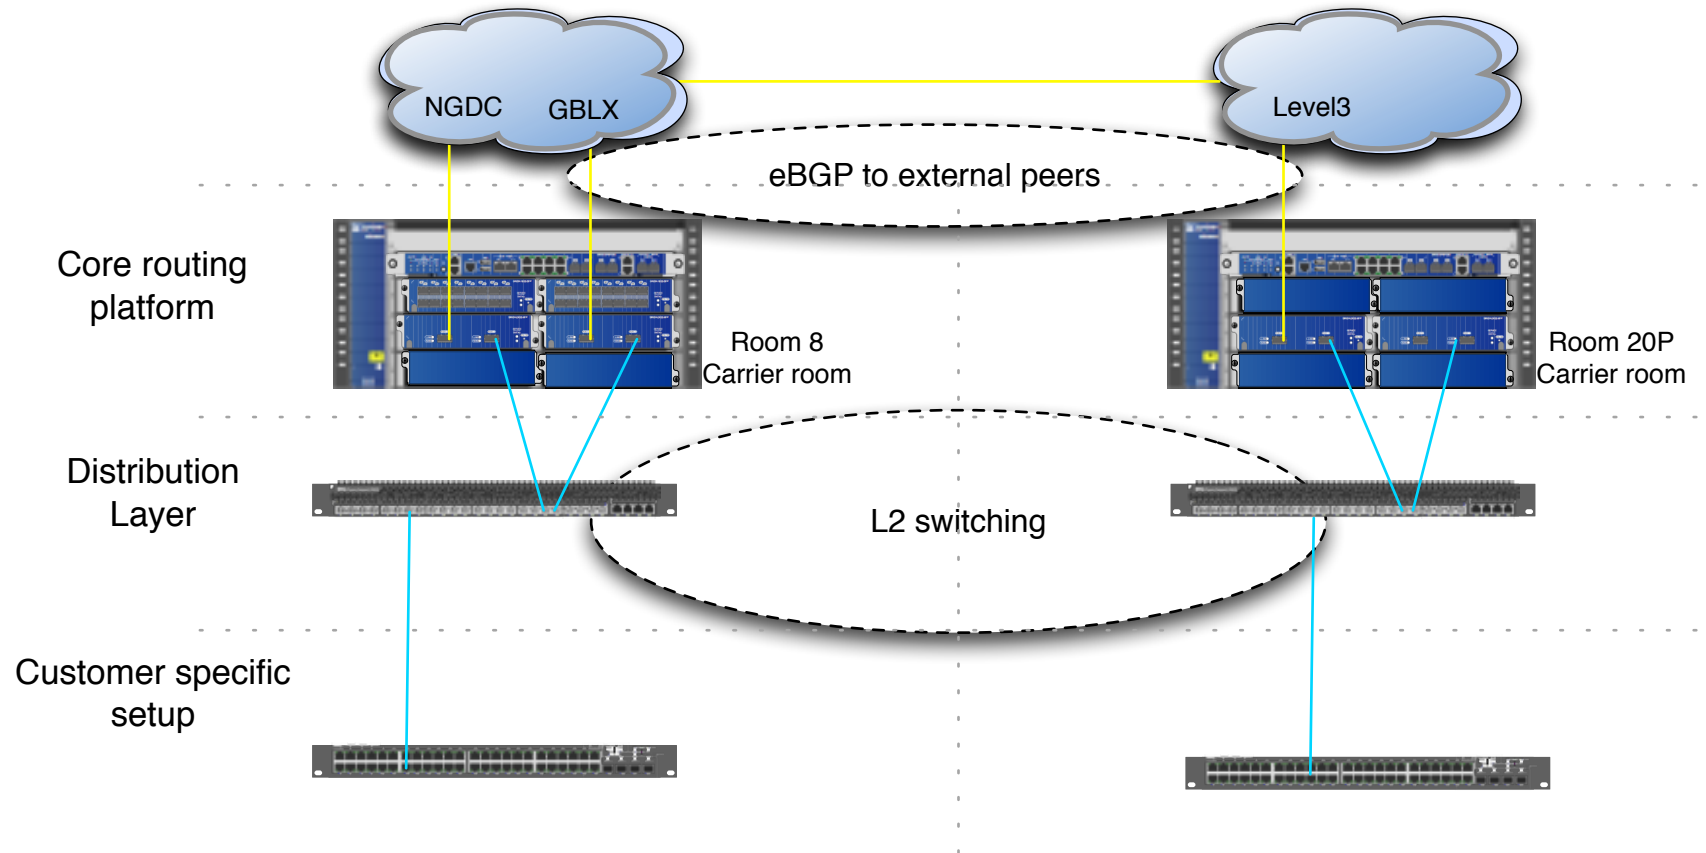 NGDC
GBLX
Level3
eBGP to external peers
Core routing
platform
Room 8
Carrier room
Room 20P
Carrier room
Distribution
Layer
L2 switching
Customer specific
setup